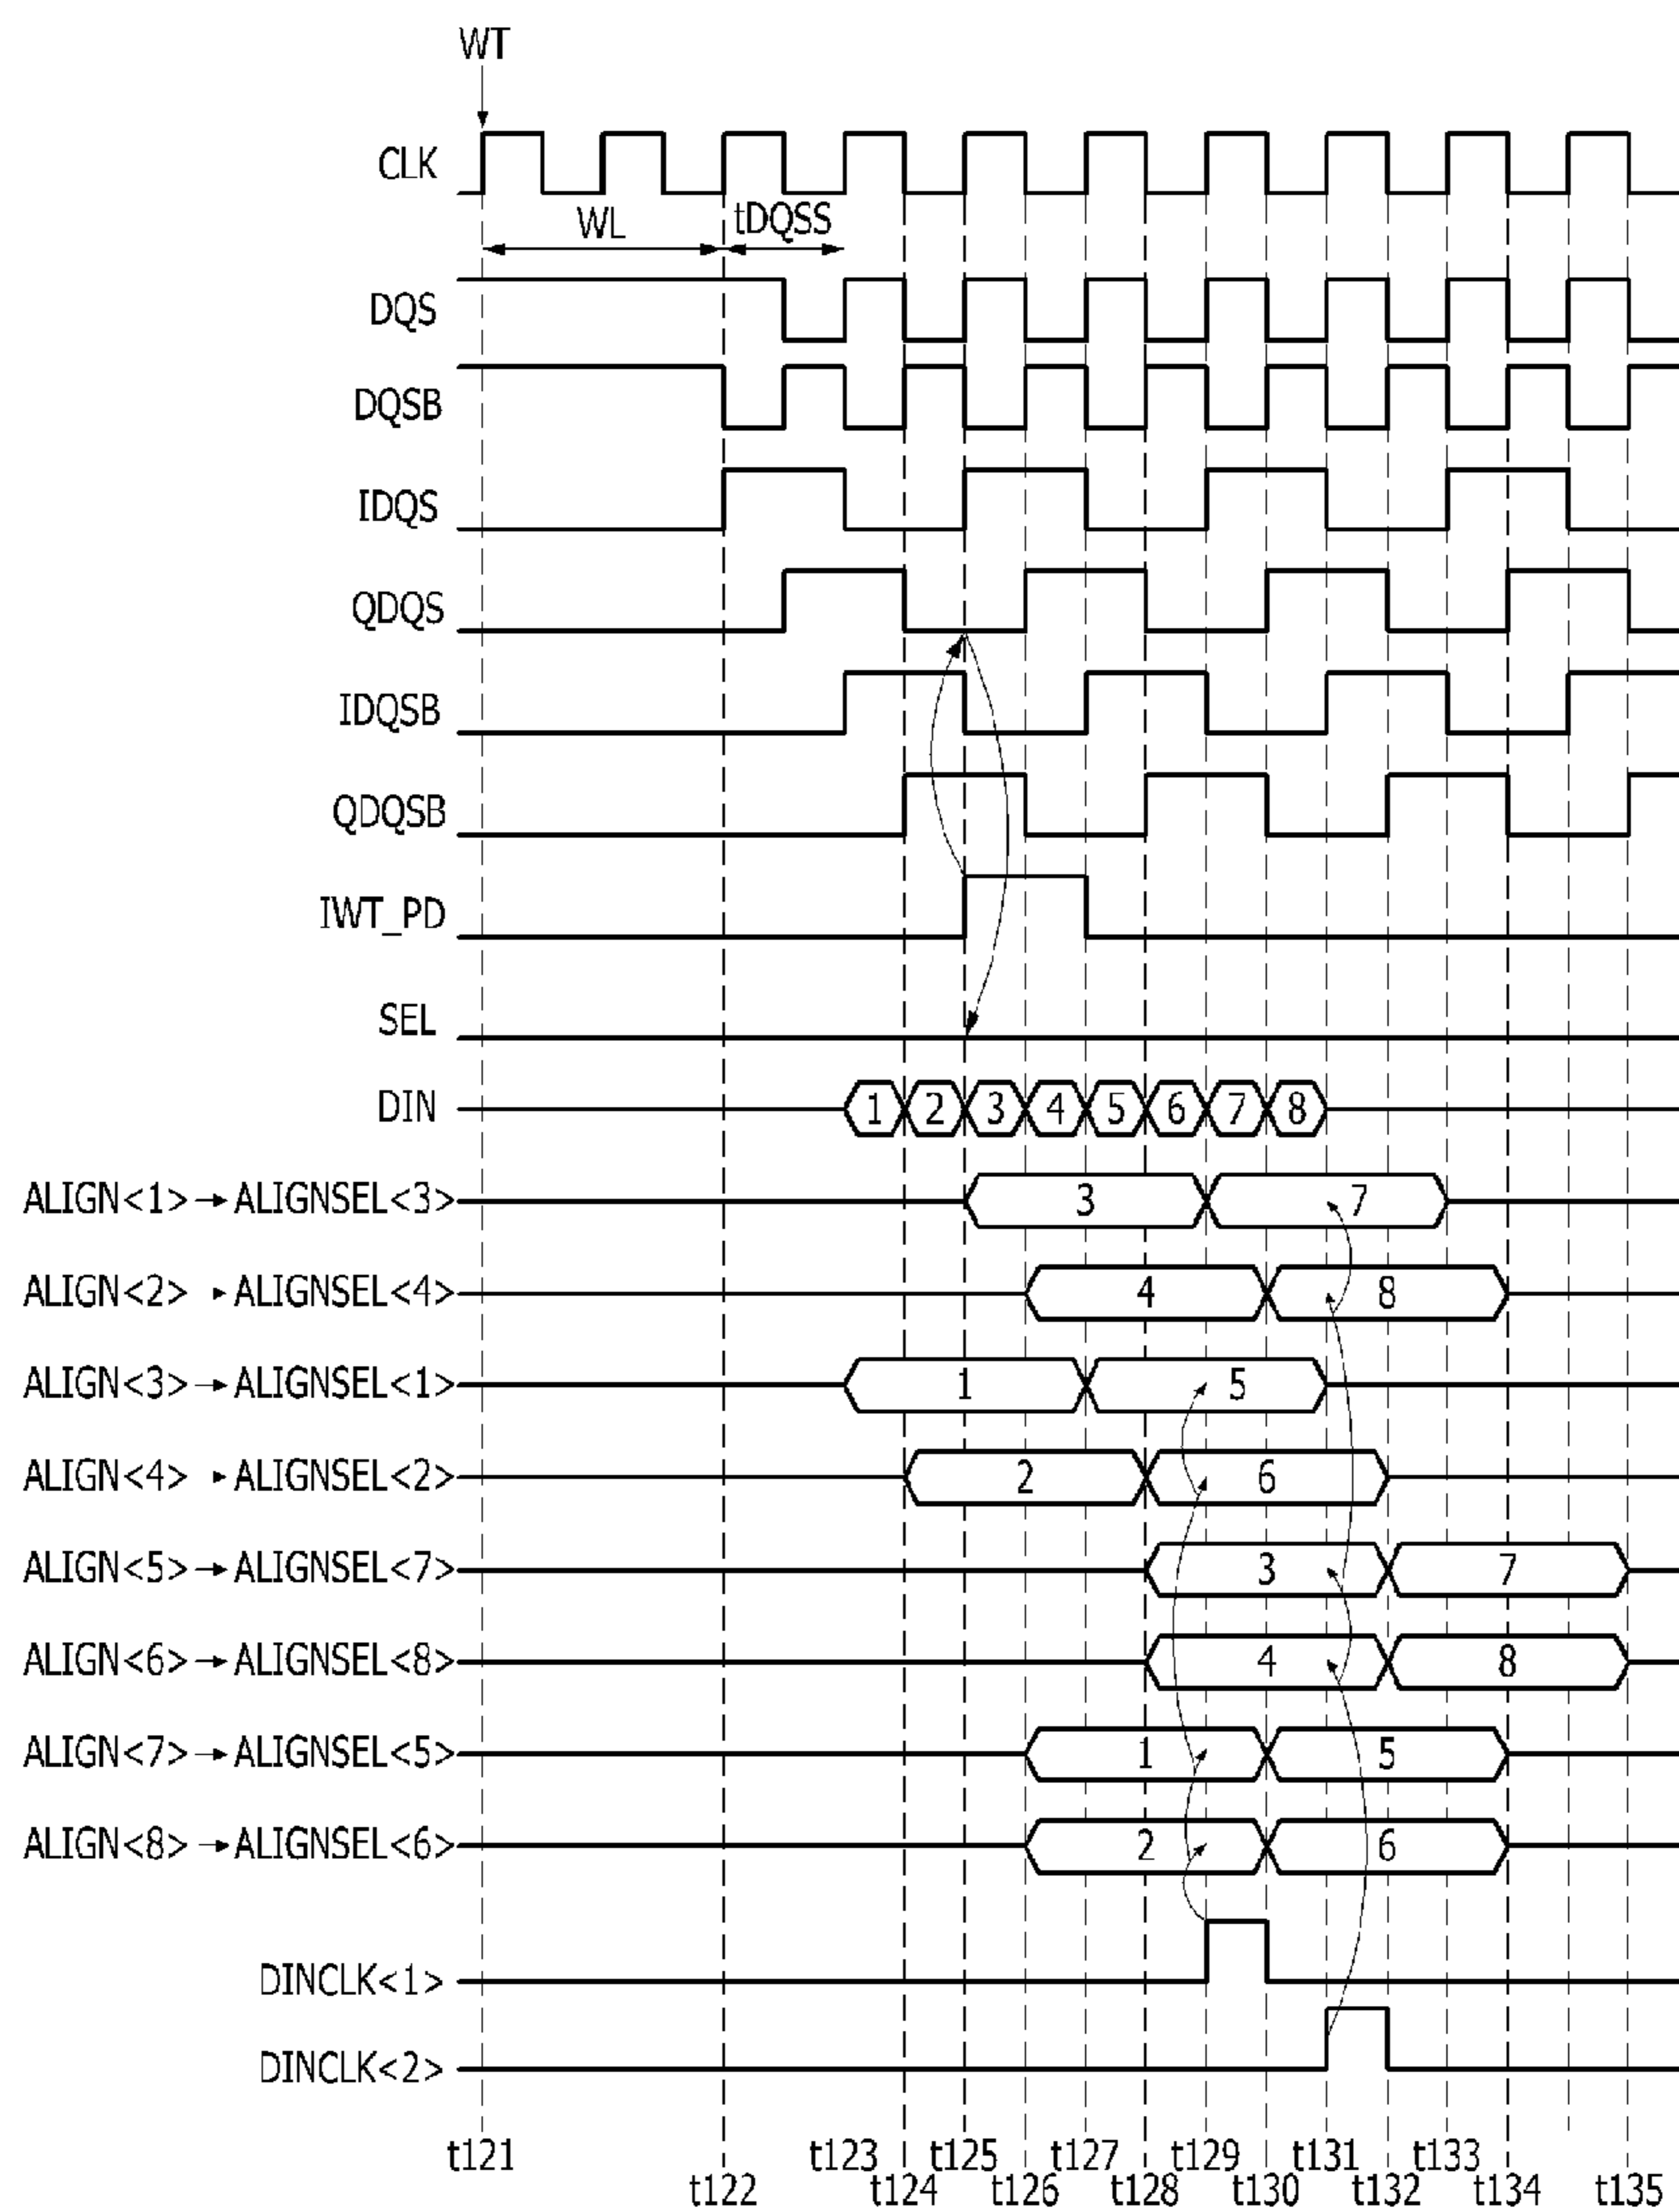 WT
CLK
WL
tDQSS
DQS
DQSB
IDQS
QDQS
IDQSB
QDQSB
IWT_PD
SEL
DIN 1 2 3 4 5 6 7 8
ALIGN<1>→ALIGNSEL<3> 3 7
ALIGN<2>→ALIGNSEL<4> 4 8
ALIGN<3>→ALIGNSEL<1> 1 5
ALIGN<4>→ALIGNSEL<2> 2 6
ALIGN<5>→ALIGNSEL<7> 3 7
ALIGN<6>→ALIGNSEL<8> 4 8
ALIGN<7>→ALIGNSEL<5> 1 5
ALIGN<8>→ALIGNSEL<6> 2 6
DINCLK<1>
DINCLK<2>
t121 t123 t125 t127 t129 t131 t133
t122 t124 t126 t128 t130 t132 t134 t135